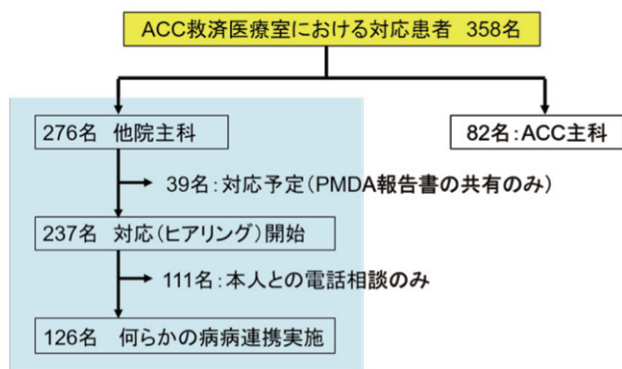 ACC救済医療室における対応患者 358名
276名 他院主科
82名：ACC主科
39名：対応予定（PMDA報告書の共有のみ）
237名 対応（ヒアリング）開始
111名：本人との電話相談のみ
126名 何らかの病病連携実施